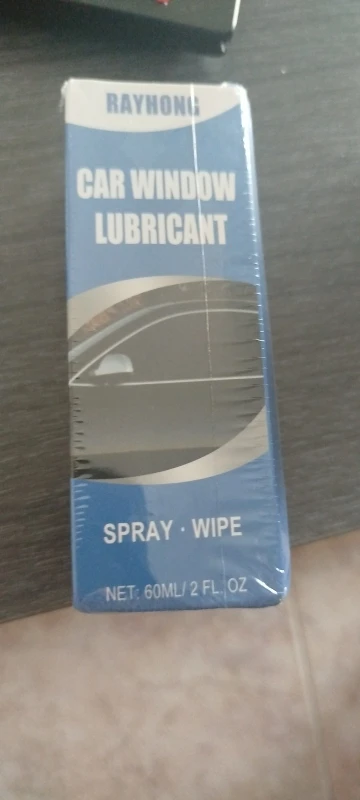 RAYHONG
CAR WINDOW
LUBRICANT
SPRAY · WIPE
NET: 60ML/ 2 FL. OZ